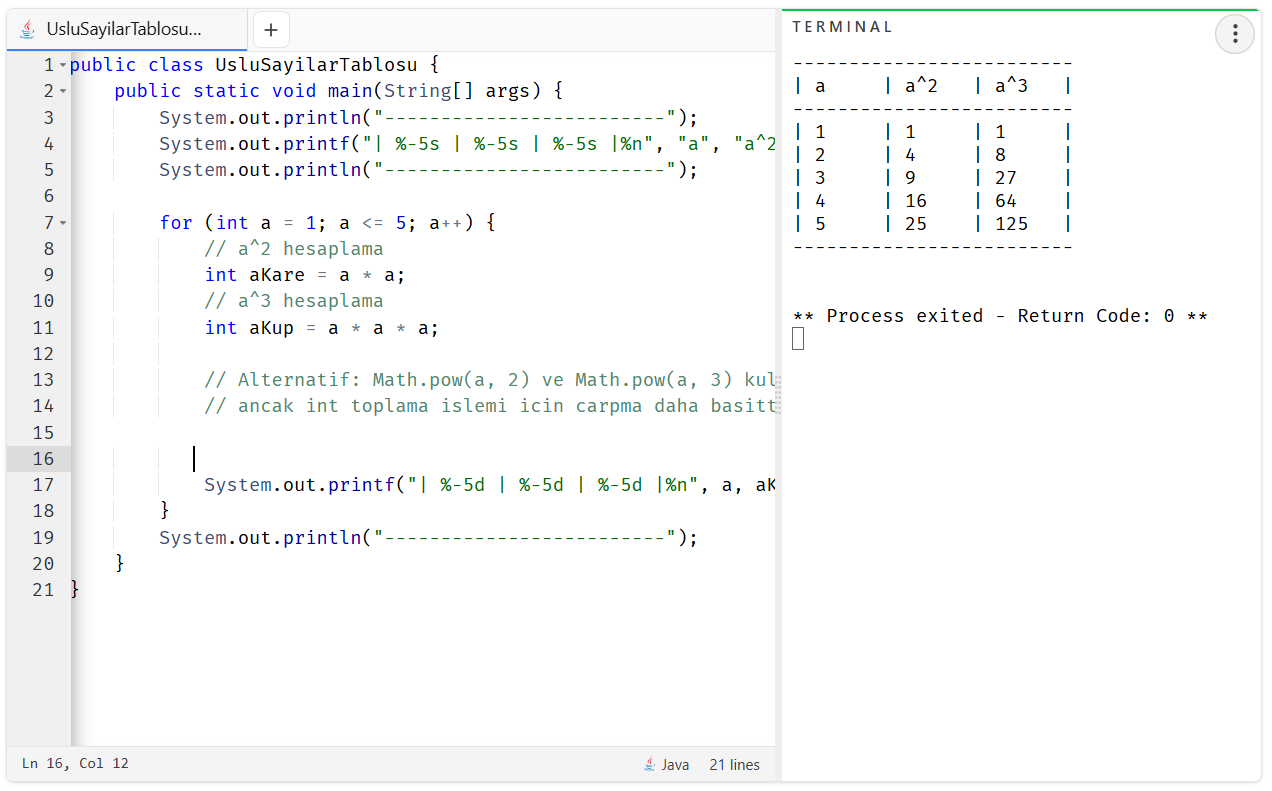 UsluSayilarTablosu...
+
TERMINAL
1 public class UsluSayilarTablosu {
2     public static void main(String[] args) {
3         System.out.println("-------------------------");
4         System.out.printf("| %-5s | %-5s | %-5s |%n", "a", "a^2
5         System.out.println("-------------------------");
6
7         for (int a = 1; a <= 5; a++) {
8             // a^2 hesaplama
9             int aKare = a * a;
10             // a^3 hesaplama
11             int aKup = a * a * a;
12
13             // Alternatif: Math.pow(a, 2) ve Math.pow(a, 3) kul
14             // ancak int toplama islemi icin carpma daha basitt
15
16
17             System.out.printf("| %-5d | %-5d | %-5d |%n", a, aK
18         }
19         System.out.println("-------------------------");
20     }
21 }
Ln 16, Col 12
Java
21 lines
-------------------------
| a     | a^2   | a^3   |
-------------------------
| 1     | 1     | 1     |
| 2     | 4     | 8     |
| 3     | 9     | 27    |
| 4     | 16    | 64    |
| 5     | 25    | 125   |
-------------------------
** Process exited - Return Code: 0 **